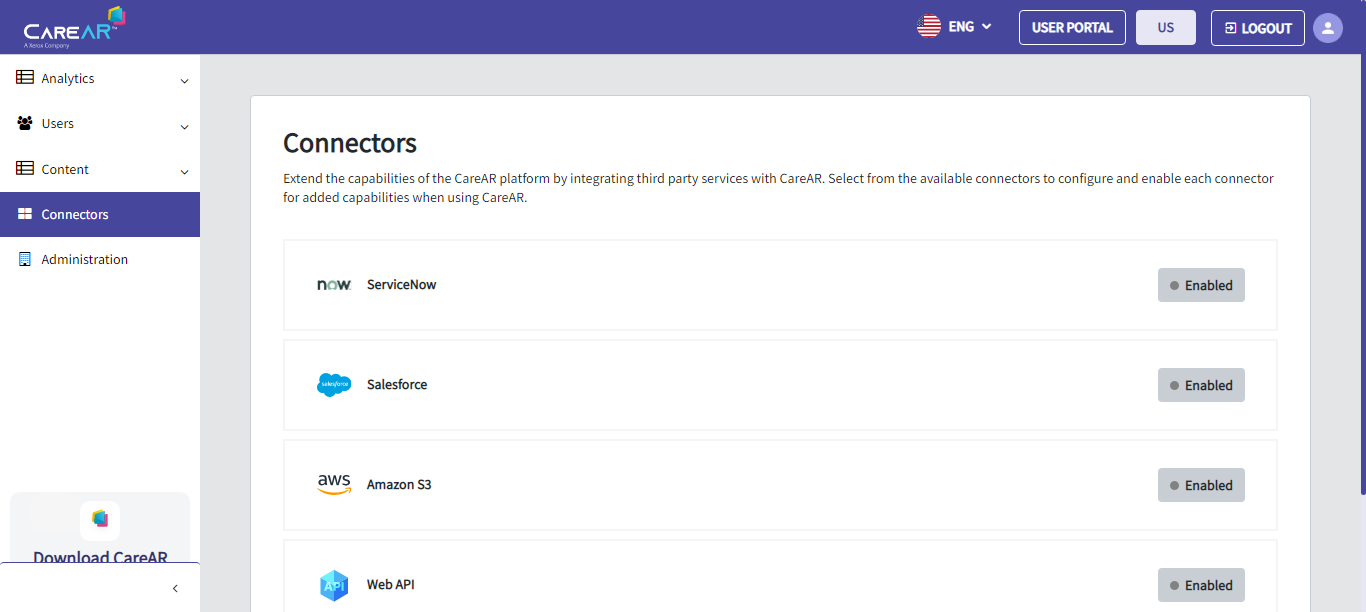 CAREAR™
A Xerox Company
ENG
USER PORTAL
US
LOGOUT
Analytics
Users
Content
Connectors
Administration
Download CareAR
Connectors
Extend the capabilities of the CareAR platform by integrating third party services with CareAR. Select from the available connectors to configure and enable each connector
for added capabilities when using CareAR.
now. ServiceNow Enabled
salesforce Salesforce Enabled
aws Amazon S3 Enabled
API Web API Enabled